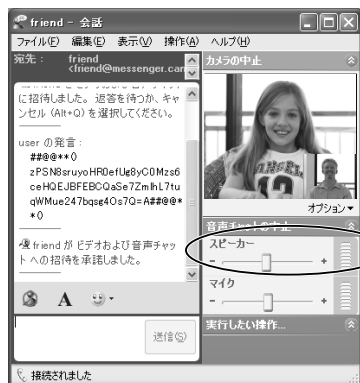 friend - 会話
ファイル(F) 編集(E) 表示(V) 操作(A) ヘルプ(H)
宛先: friend
<friend@messenger.car
に招待しました。返答を待つか、キャ
ンセル (Alt+Q) を選択してください。
user の発言:
##@@**()
zPSN8sruyoHR0efUg8yC0Mzs6
ceHQEJBFEBCQaSe7ZmlhL7tu
qWMue247bqsg4Os7Q=A##@@*
*()
friend が ビデオおよび音声チャッ
ト への招待を承諾しました。
A
送信(S)
接続されました
カメラの中止
12
オプション
音声チャットの中止
スピーカー
- +
マイク
- +
実行したい操作...